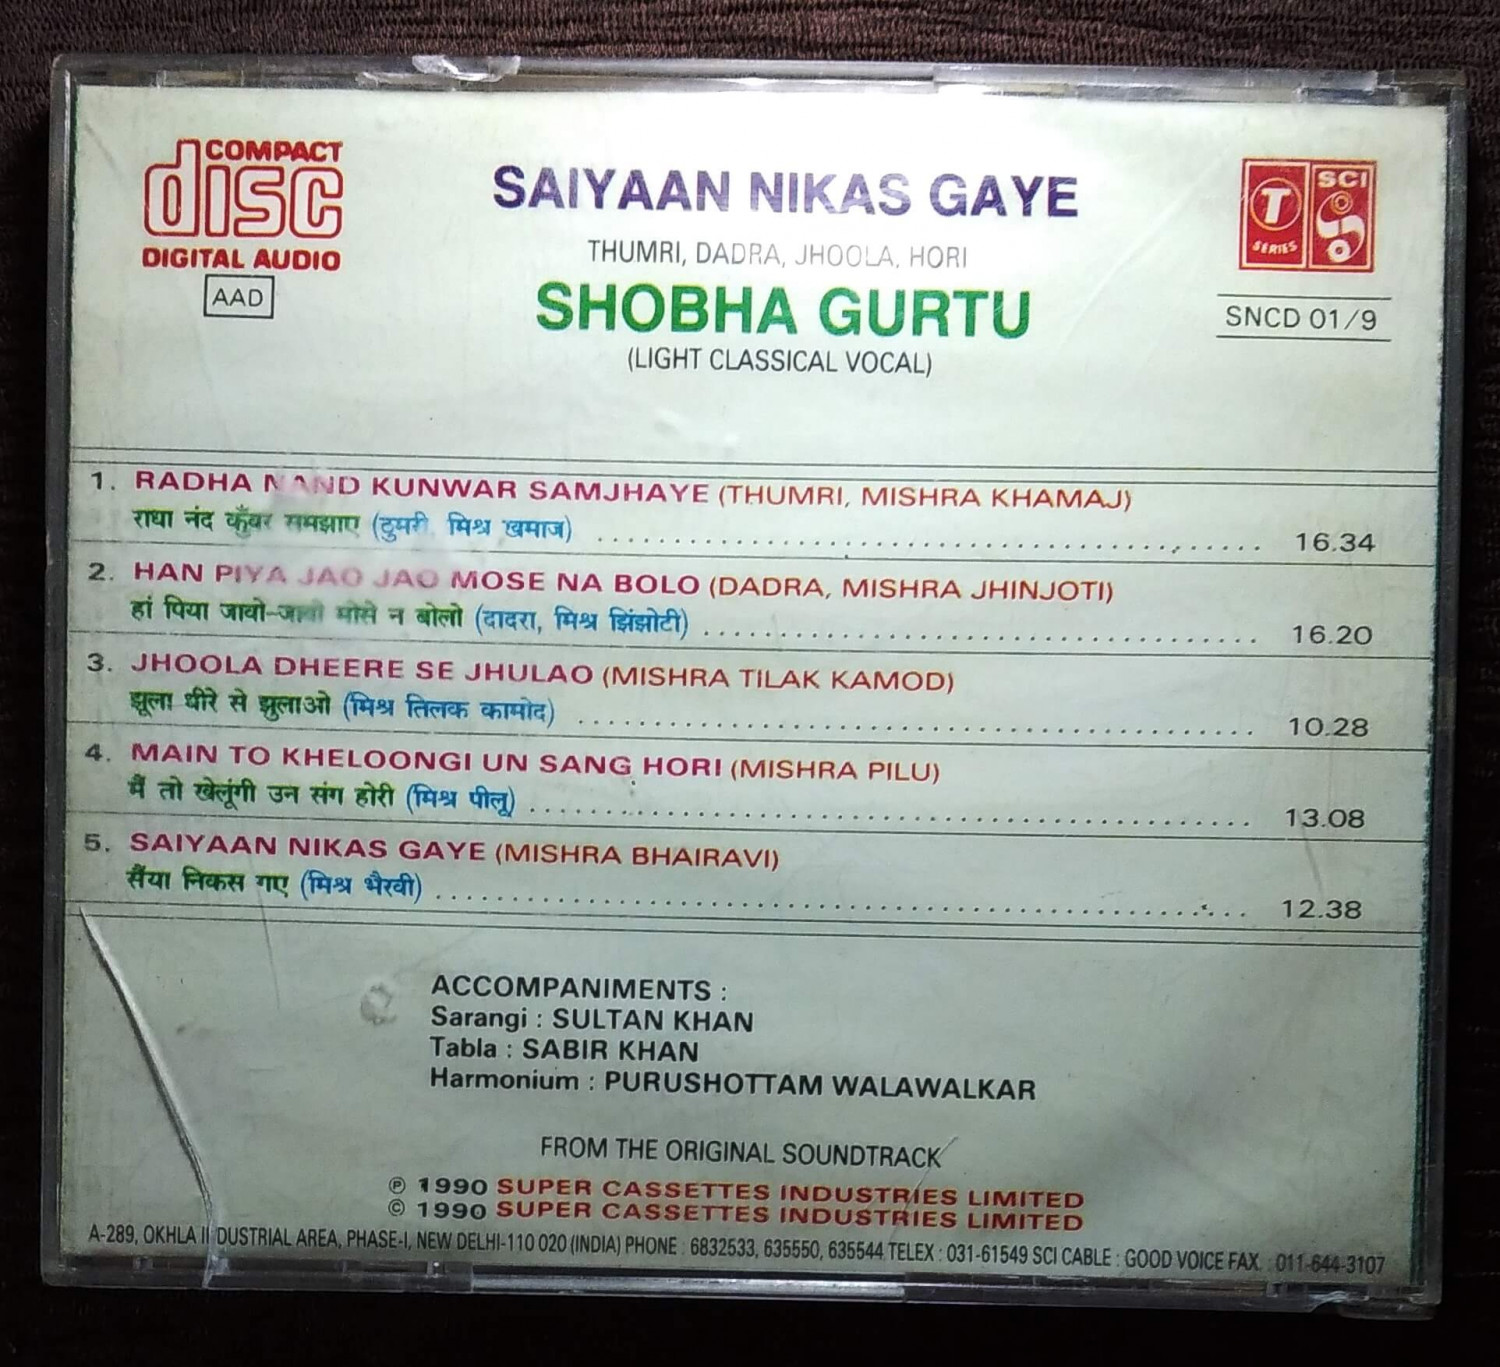 COMPACT
disc
DIGITAL AUDIO
AAD
SAIYAAN NIKAS GAYE
THUMRI, DADRA, JHOOLA, HORI
SHOBHA GURTU
(LIGHT CLASSICAL VOCAL)
T SERIES
SCI
SNCD 01/9
1. RADHA NAND KUNWAR SAMJHAYE (THUMRI, MISHRA KHAMAJ)
राधा नंद कुँवर समझाए (ठुमरी, मिश्र खमाज) 16.34
2. HAN PIYA JAO JAO MOSE NA BOLO (DADRA, MISHRA JHINJOTI)
हां पिया जावो-जावो मोसे न बोलो (दादरा, मिश्र झिंझोटी) 16.20
3. JHOOLA DHEERE SE JHULAO (MISHRA TILAK KAMOD)
झूला धीरे से झुलाओ (मिश्र तिलक कामोद) 10.28
4. MAIN TO KHELOONGI UN SANG HORI (MISHRA PILU)
मैं तो खेलूंगी उन संग होरी (मिश्र पीलू) 13.08
5. SAIYAAN NIKAS GAYE (MISHRA BHAIRAVI)
सैंया निकस गए (मिश्र भैरवी) 12.38
ACCOMPANIMENTS :
Sarangi : SULTAN KHAN
Tabla : SABIR KHAN
Harmonium : PURUSHOTTAM WALAWALKAR
FROM THE ORIGINAL SOUNDTRACK
℗ 1990 SUPER CASSETTES INDUSTRIES LIMITED
© 1990 SUPER CASSETTES INDUSTRIES LIMITED
A-289, OKHLA INDUSTRIAL AREA, PHASE-I, NEW DELHI-110 020 (INDIA) PHONE : 6832533, 635550, 635544 TELEX : 031-61549 SCI CABLE : GOOD VOICE FAX. : 011-644-3107